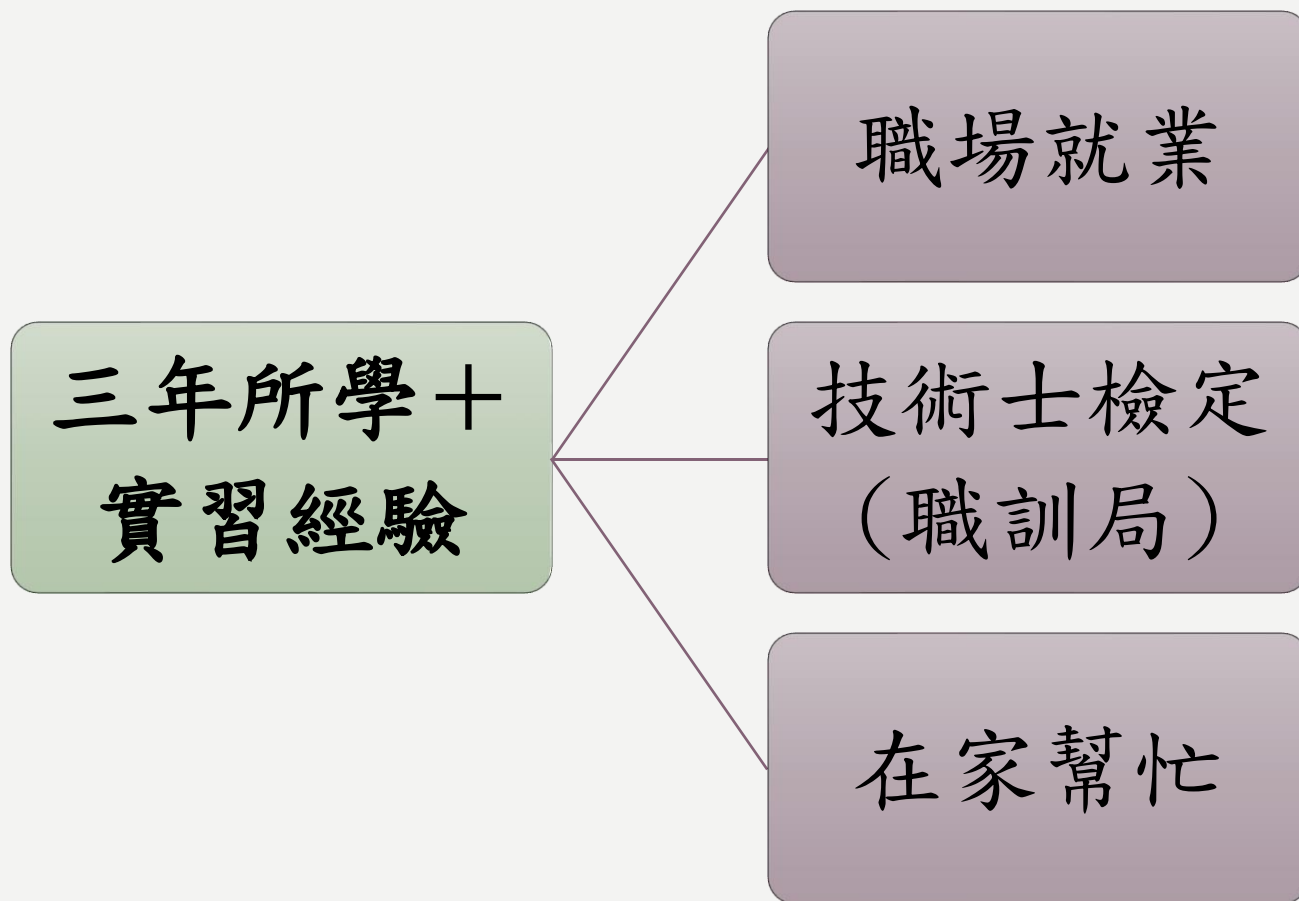 三年所學＋
實習經驗
職場就業
技術士檢定
（職訓局）
在家幫忙